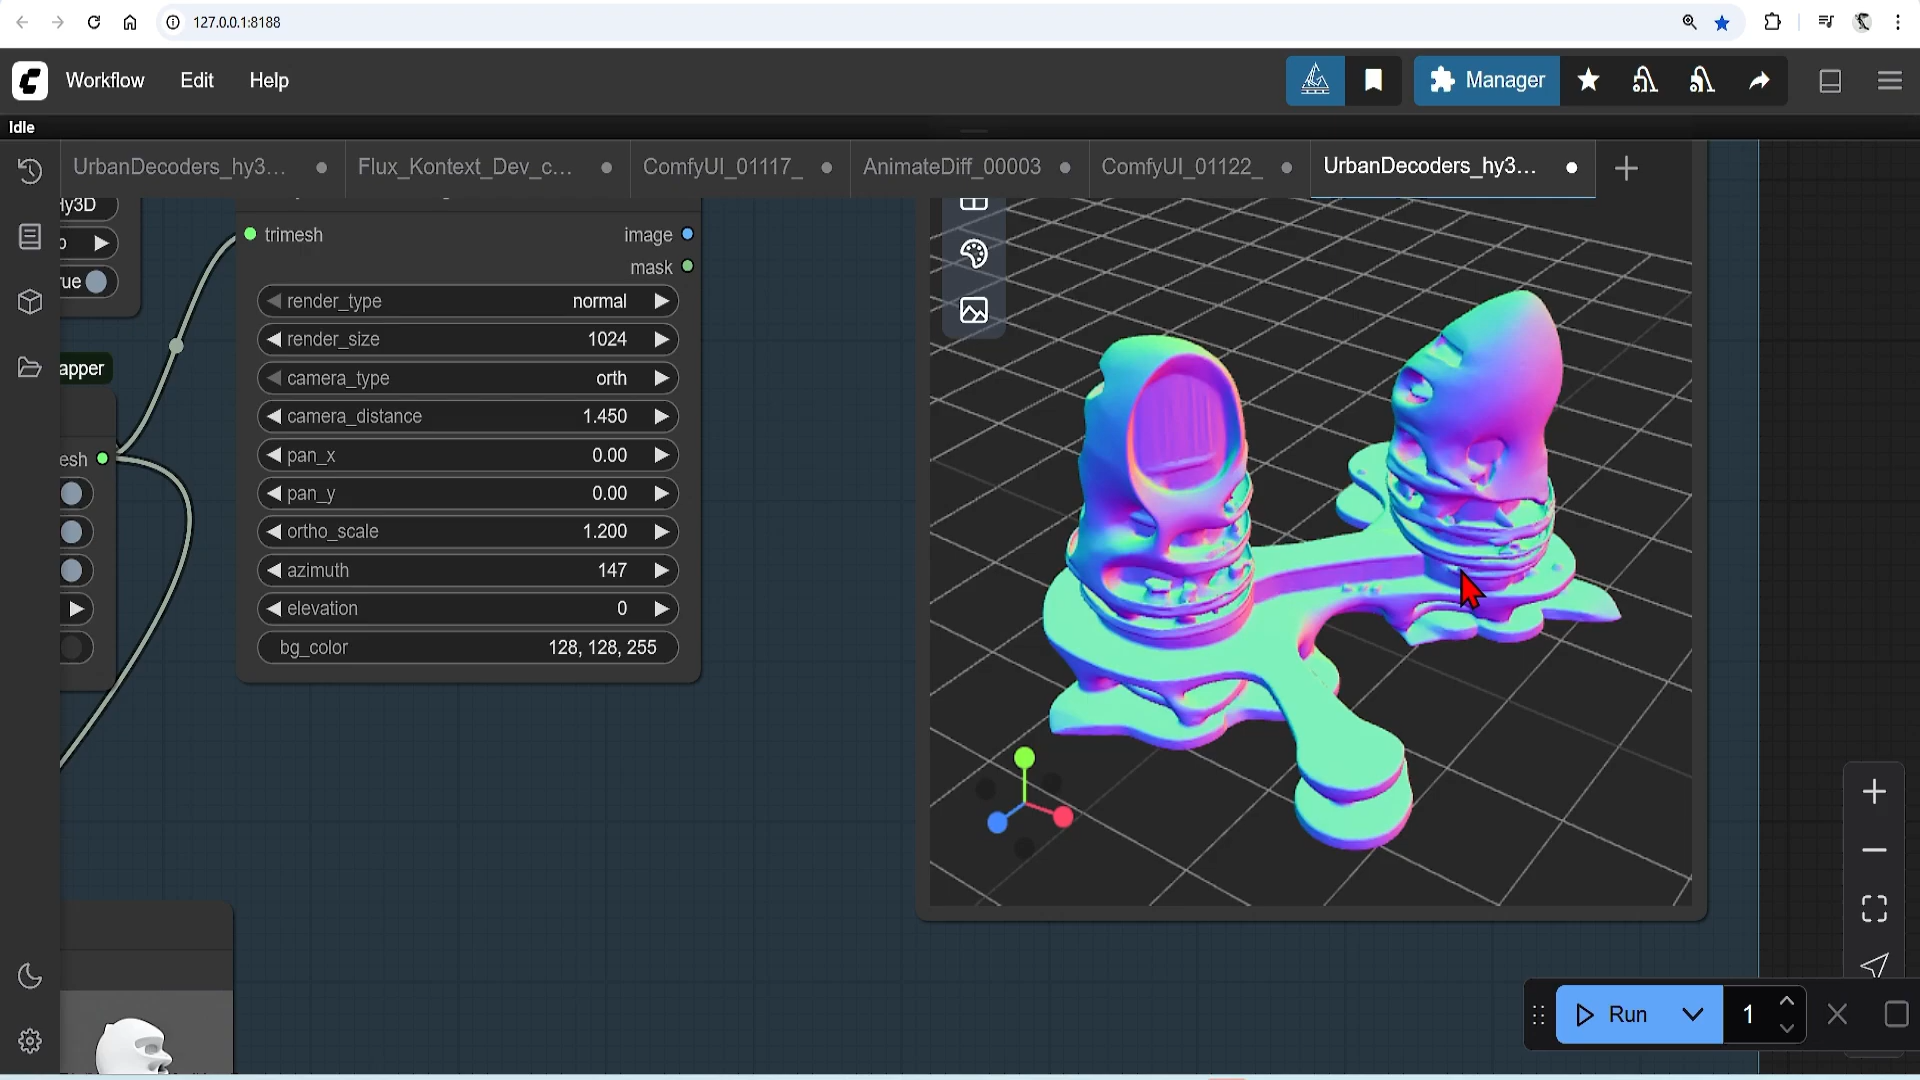 127.0.0.1:8188
Workflow Edit Help
Manager
Idle
UrbanDecoders_hy3... Flux_Kontext_Dev_c... ComfyUI_01117_ AnimateDiff_00003 ComfyUI_01122_ UrbanDecoders_hy3...
Hy3D
trimesh image
mask
ue
render_type normal
render_size 1024
apper
camera_type orth
camera_distance 1.450
esh
pan_x 0.00
pan_y 0.00
ortho_scale 1.200
azimuth 147
elevation 0
bg_color 128, 128, 255
Run 1